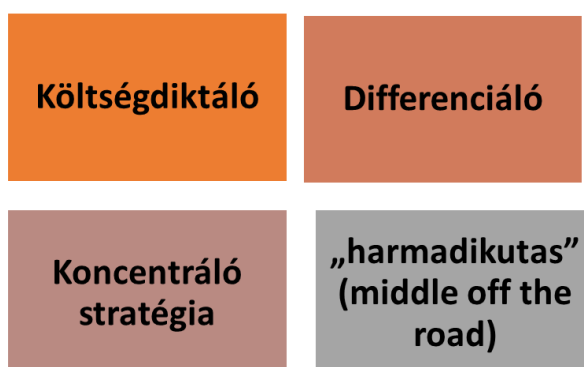 Költségdiktáló
Differenciáló
Koncentráló
stratégia
„harmadikutas”
(middle off the
road)